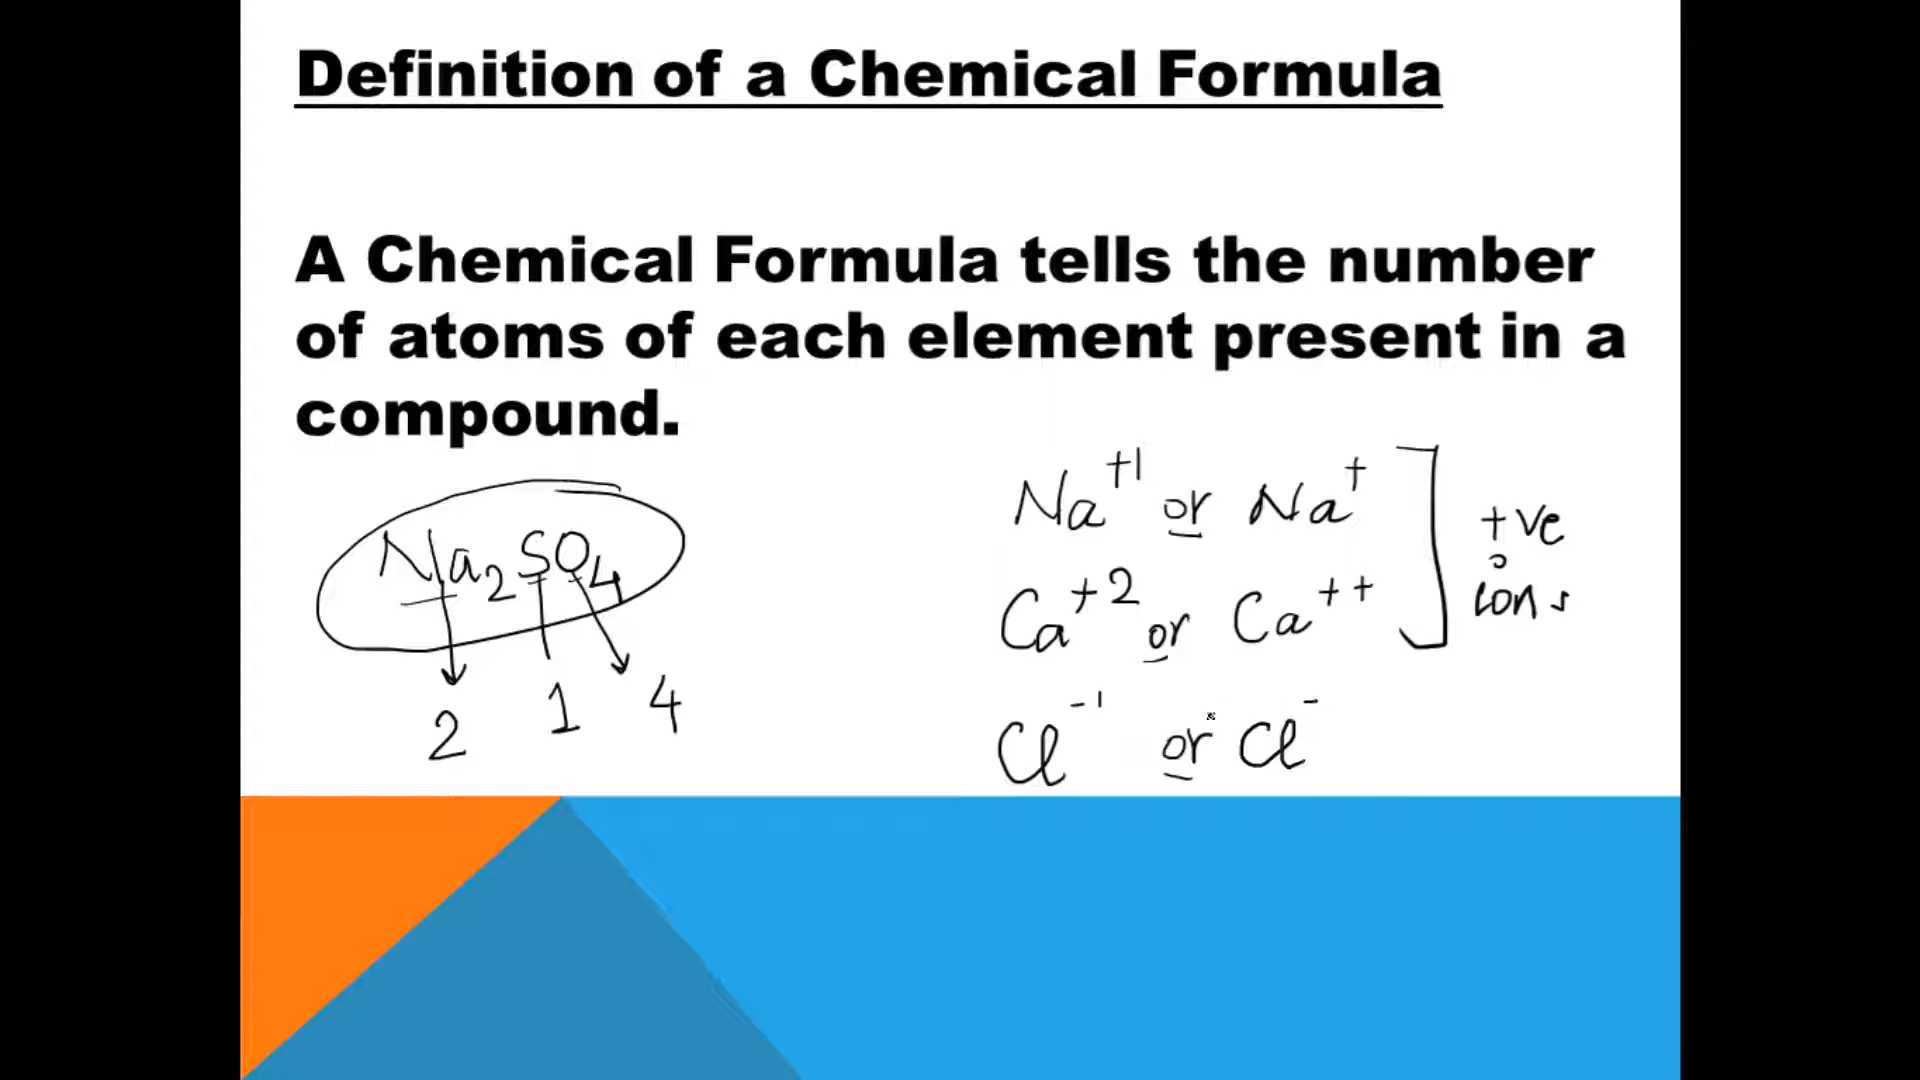 Definition of a Chemical Formula
A Chemical Formula tells the number
of atoms of each element present in a
compound.
Na₂SO₄
2 1 4
Na⁺¹ or Na⁺
Ca⁺² or Ca⁺⁺
+ve
ions
Cl⁻¹ or Cl⁻